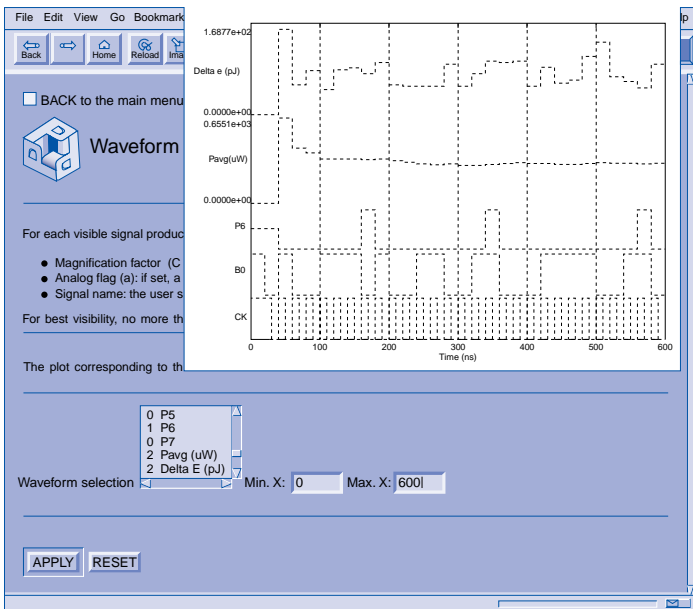 File Edit View Go Bookmark
lp
Back
Home
Reload
Ima
BACK to the main menu
Waveform
For each visible signal produc
Magnification factor (C
Analog flag (a): if set, a
Signal name: the user s
For best visibility, no more th
The plot corresponding to th
1.6877e+02
Delta e (pJ)
0.0000e+00
0.6551e+03
Pavg(uW)
0.0000e+00
P6
B0
CK
0 100 200 300 400 500 600
Time (ns)
0 P5
1 P6
0 P7
2 Pavg (uW)
2 Delta E (pJ)
Waveform selection Min. X: 0 Max. X: 600
APPLY RESET